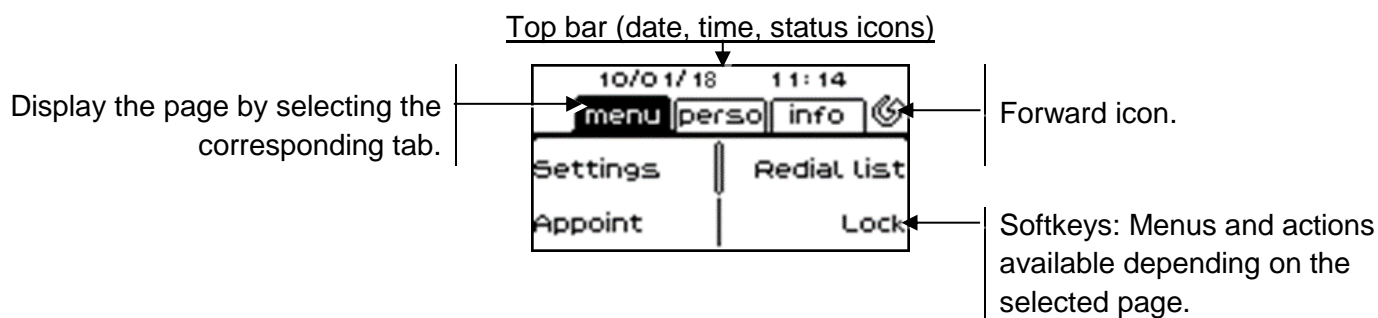 Top bar (date, time, status icons)
10/01/18 11:14
Display the page by selecting the
corresponding tab.
menu perso info
Forward icon.
Settings Redial list
Appoint Lock
Softkeys: Menus and actions
available depending on the
selected page.